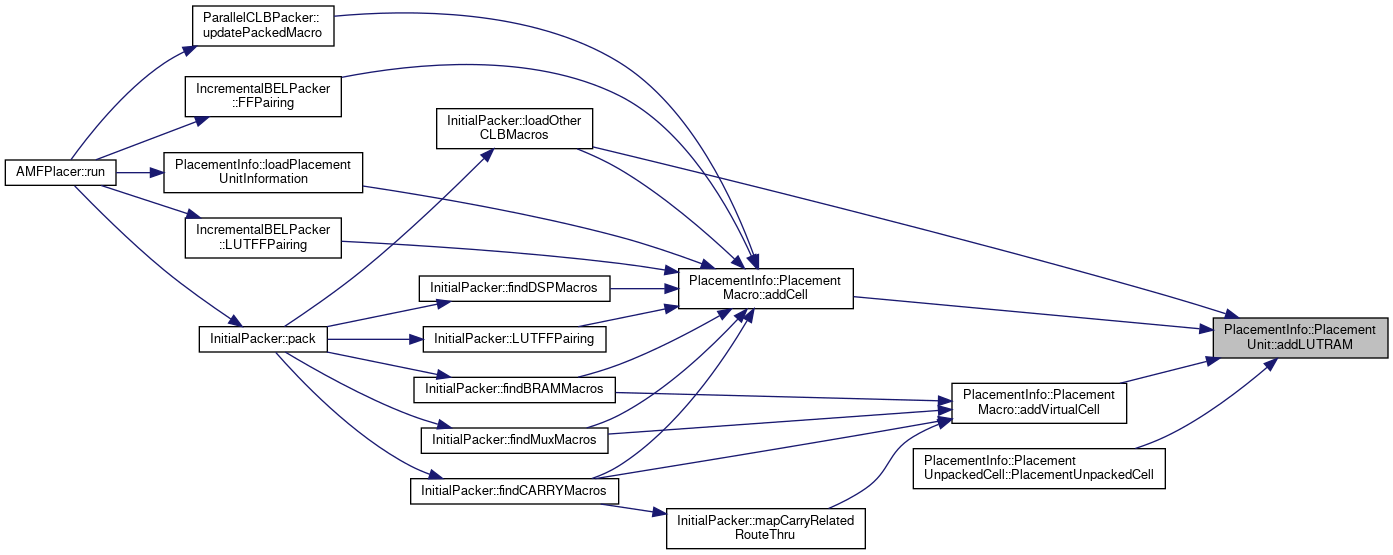 ParallelCLBPacker::
updatePackedMacro
IncrementalBELPacker
::FFPairing
InitialPacker::loadOther
CLBMacros
AMFPlacer::run
PlacementInfo::loadPlacement
UnitInformation
IncrementalBELPacker
::LUTFFPairing
InitialPacker::findDSPMacros
PlacementInfo::Placement
Macro::addCell
InitialPacker::pack
InitialPacker::LUTFFPairing
PlacementInfo::Placement
Unit::addLUTRAM
InitialPacker::findBRAMMacros
PlacementInfo::Placement
Macro::addVirtualCell
InitialPacker::findMuxMacros
PlacementInfo::Placement
UnpackedCell::PlacementUnpackedCell
InitialPacker::findCARRYMacros
InitialPacker::mapCarryRelated
RouteThru